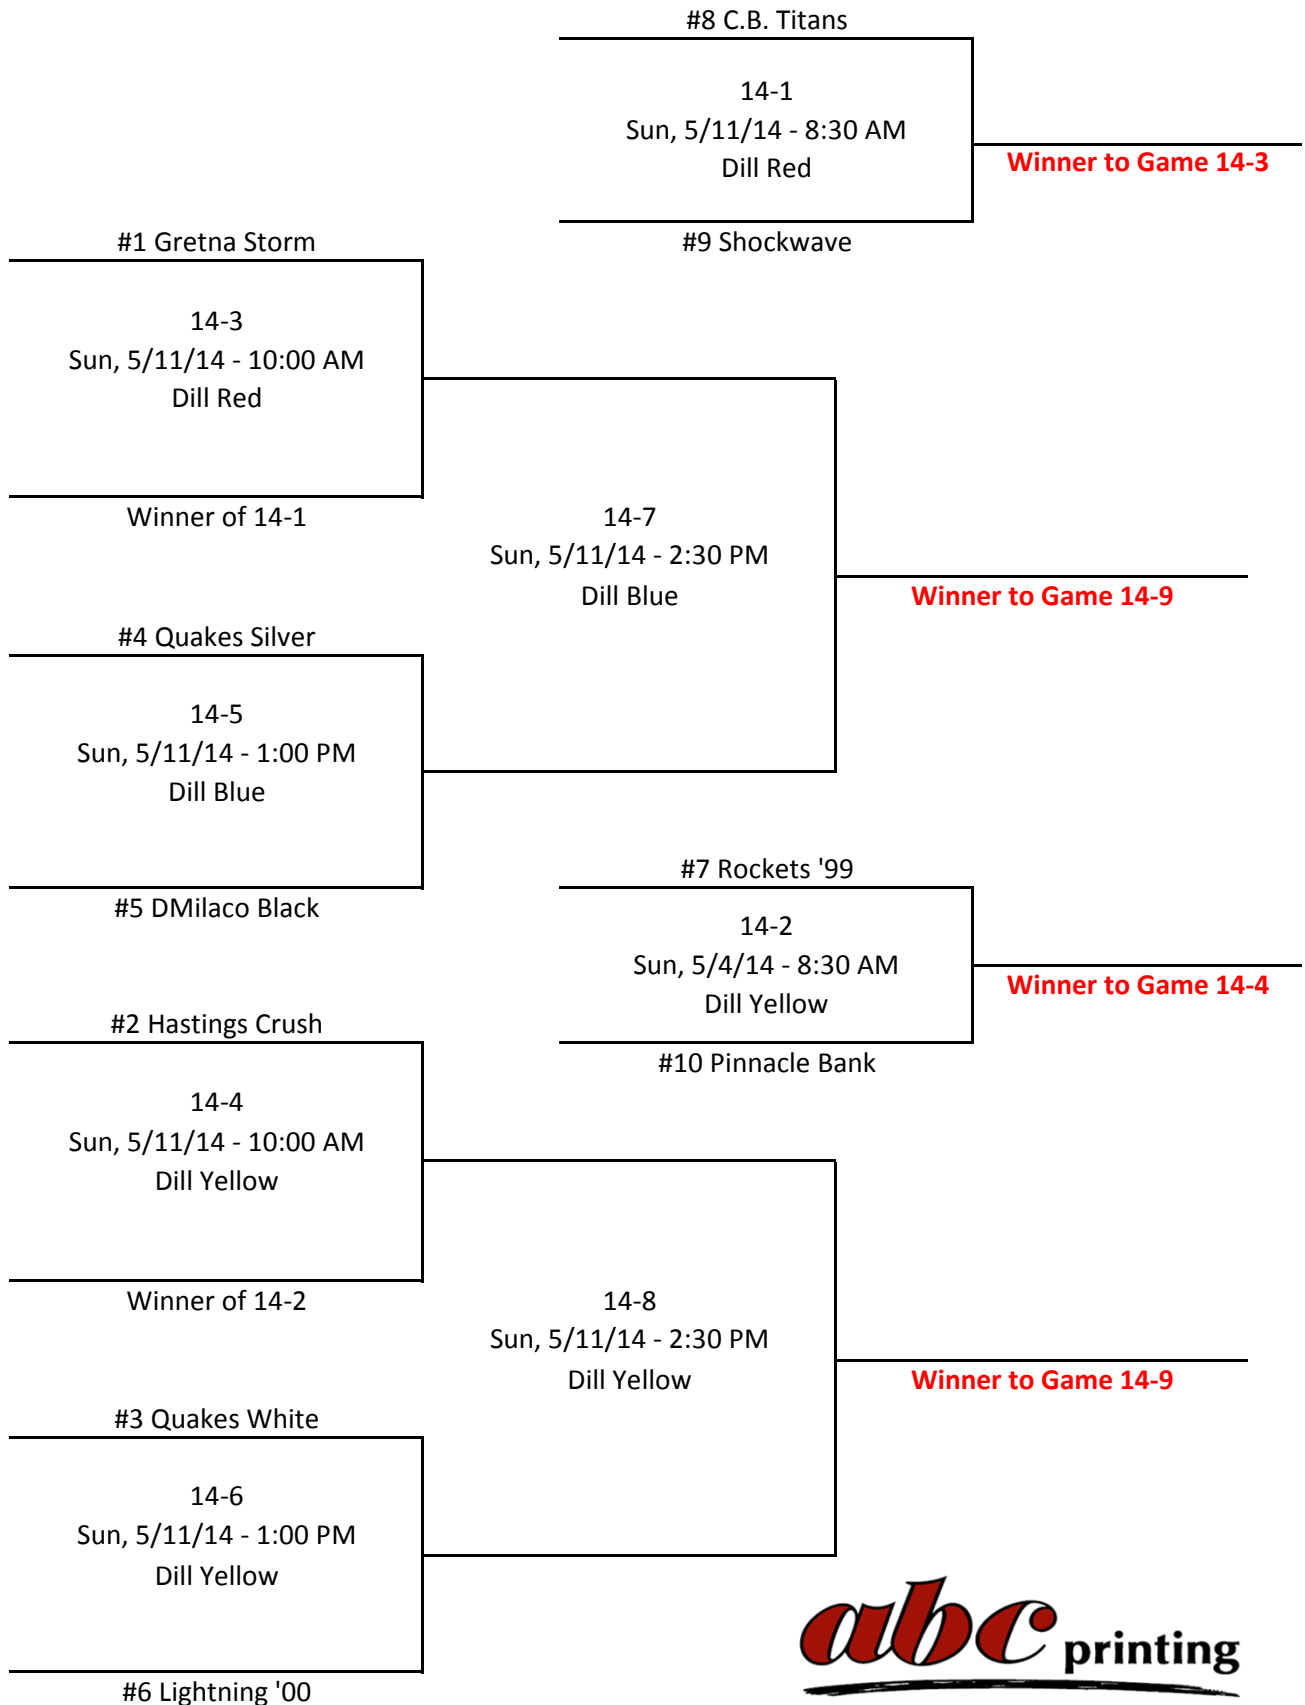 #8 C.B. Titans
14-1
Sun, 5/11/14 - 8:30 AM
Dill Red
Winner to Game 14-3
#9 Shockwave
#1 Gretna Storm
14-3
Sun, 5/11/14 - 10:00 AM
Dill Red
Winner of 14-1
14-7
Sun, 5/11/14 - 2:30 PM
Dill Blue
Winner to Game 14-9
#4 Quakes Silver
14-5
Sun, 5/11/14 - 1:00 PM
Dill Blue
#5 DMilaco Black
#7 Rockets '99
14-2
Sun, 5/4/14 - 8:30 AM
Dill Yellow
Winner to Game 14-4
#10 Pinnacle Bank
#2 Hastings Crush
14-4
Sun, 5/11/14 - 10:00 AM
Dill Yellow
Winner of 14-2
14-8
Sun, 5/11/14 - 2:30 PM
Dill Yellow
Winner to Game 14-9
#3 Quakes White
14-6
Sun, 5/11/14 - 1:00 PM
Dill Yellow
#6 Lightning '00
abc printing